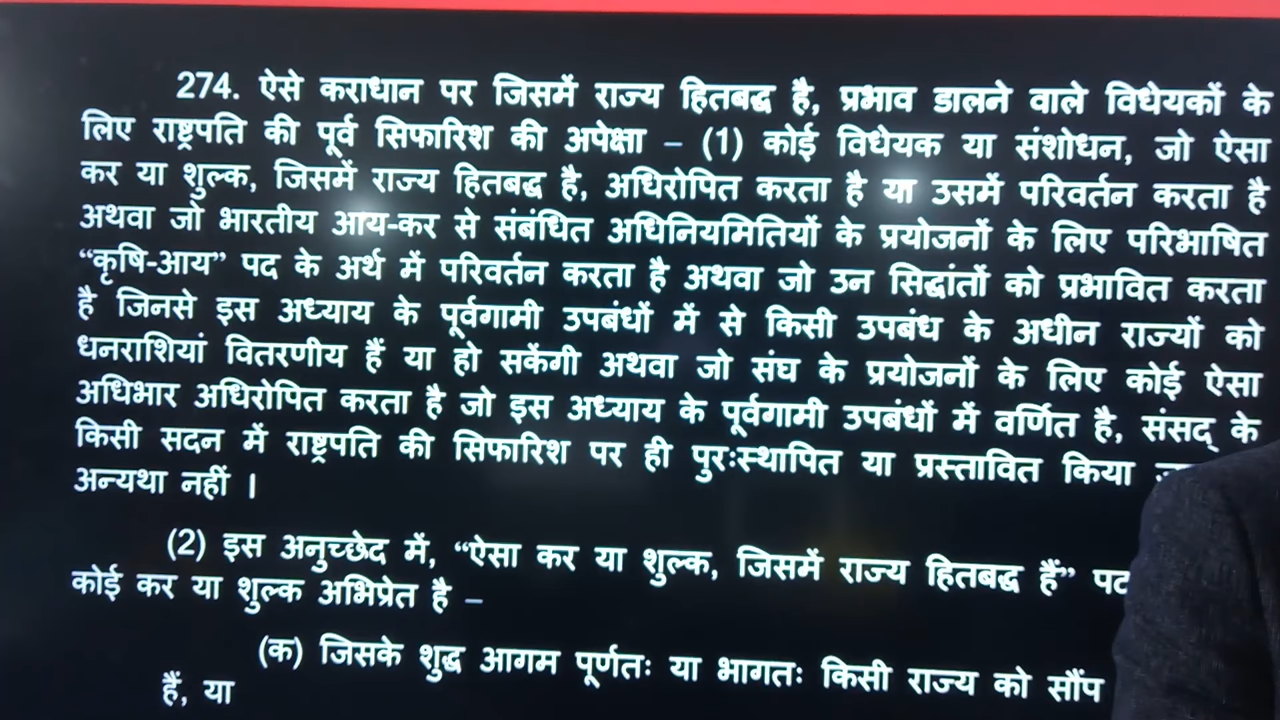 274. ऐसे कराधान पर जिसमें राज्य हितबद्ध है, प्रभाव डालने वाले विधेयकों के
लिए राष्ट्रपति की पूर्व सिफारिश की अपेक्षा – (1) कोई विधेयक या संशोधन, जो ऐसा
कर या शुल्क, जिसमें राज्य हितबद्ध है, अधिरोपित करता है या उसमें परिवर्तन करता है
अथवा जो भारतीय आय-कर से संबंधित अधिनियमितियों के प्रयोजनों के लिए परिभाषित
“कृषि-आय” पद के अर्थ में परिवर्तन करता है अथवा जो उन सिद्धांतों को प्रभावित करता
है जिनसे इस अध्याय के पूर्वगामी उपबंधों में से किसी उपबंध के अधीन राज्यों को
धनराशियां वितरणीय हैं या हो सकेंगी अथवा जो संघ के प्रयोजनों के लिए कोई ऐसा
अधिभार अधिरोपित करता है जो इस अध्याय के पूर्वगामी उपबंधों में वर्णित है, संसद् के
किसी सदन में राष्ट्रपति की सिफारिश पर ही पुरःस्थापित या प्रस्तावित किया
अन्यथा नहीं ।
(2) इस अनुच्छेद में, “ऐसा कर या शुल्क, जिसमें राज्य हितबद्ध हैं” पद
कोई कर या शुल्क अभिप्रेत है –
(क) जिसके शुद्ध आगम पूर्णतः या भागतः किसी राज्य को सौंप
हैं, या